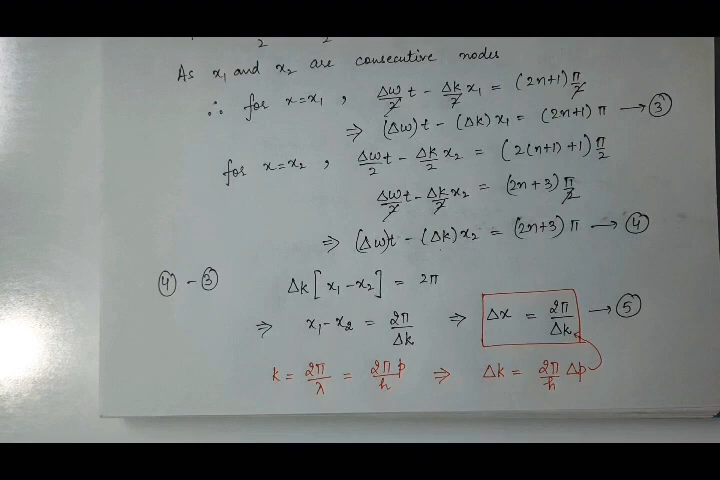 2 2
As x₁ and x₂ are consecutive nodes
∴ for x=x₁ , Δω/2 t - Δk/2 x₁ = (2n+1) π/2
⇒ (Δω)t - (Δk) x₁ = (2n+1) π → ③
for x=x₂ , Δω/2 t - Δk/2 x₂ = (2(n+1)+1) π/2
Δω/2 t - Δk/2 x₂ = (2n+3) π/2
⇒ (Δω)t - (Δk) x₂ = (2n+3) π → ④
④ - ③ Δk [x₁-x₂] = 2π
⇒ x₁-x₂ = 2π/Δk ⇒ Δx = 2π/Δk → ⑤
k = 2π/λ = 2π p/h ⇒ Δk = 2π/h Δp